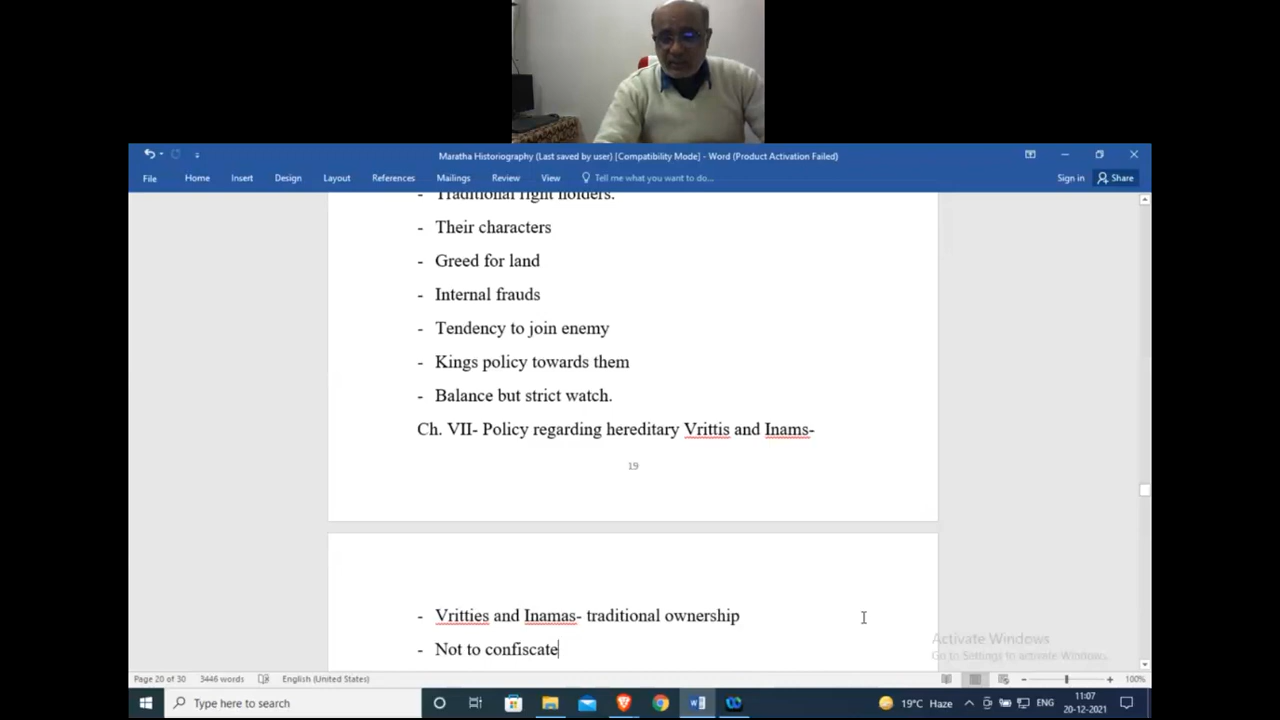 Maratha Historiography (Last saved by user) [Compatibility Mode] - Word (Product Activation Failed)
File Home Insert Design Layout References Mailings Review View Tell me what you want to do... Sign in Share
- Traditional right holders.
- Their characters
- Greed for land
- Internal frauds
- Tendency to join enemy
- Kings policy towards them
- Balance but strict watch.
Ch. VII- Policy regarding hereditary Vrittis and Inams-
19
- Vritties and Inamas- traditional ownership
- Not to confiscate
Activate Windows
Go to Settings to activate Windows.
Page 20 of 30 3446 words English (United States) 100%
Type here to search 19°C Haze ENG 11:07
20-12-2021